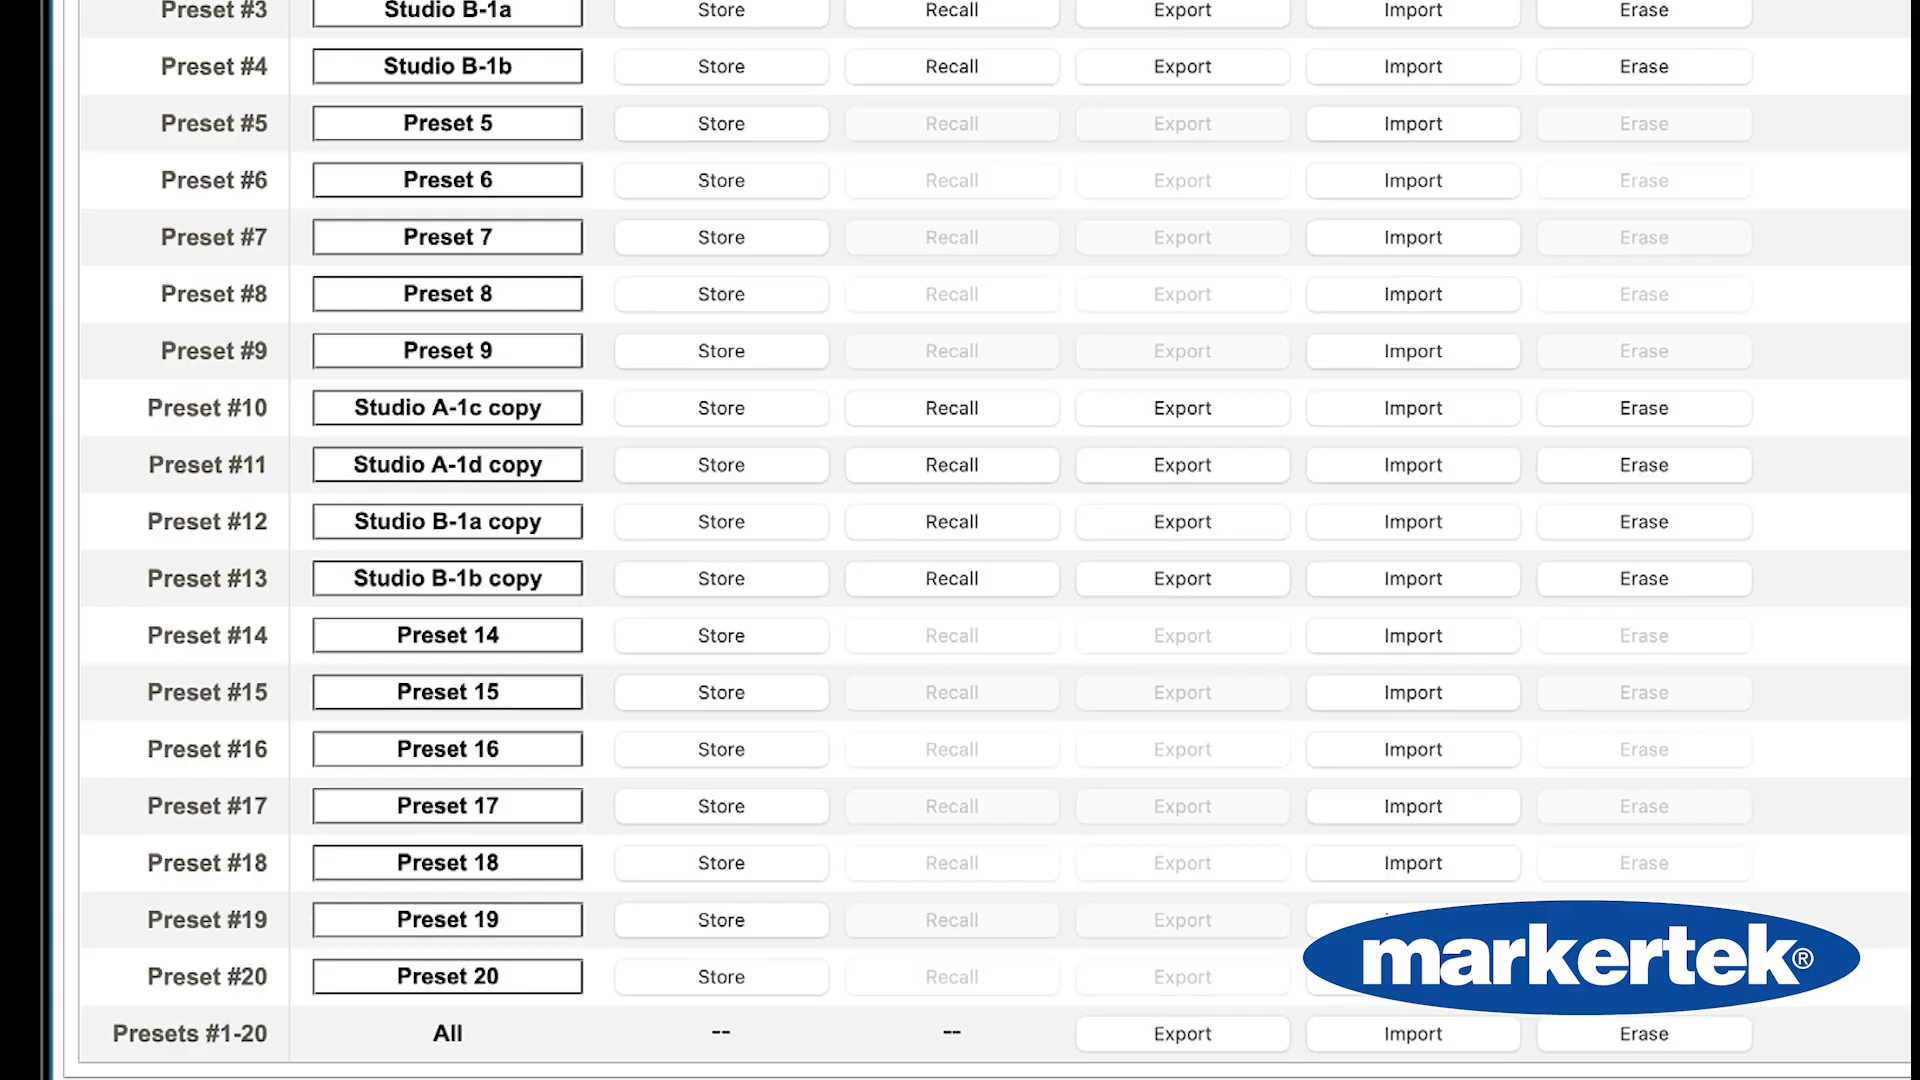 Preset #3 Studio B-1a Store Recall Export Import Erase
Preset #4 Studio B-1b Store Recall Export Import Erase
Preset #5 Preset 5 Store Recall Export Import Erase
Preset #6 Preset 6 Store Recall Export Import Erase
Preset #7 Preset 7 Store Recall Export Import Erase
Preset #8 Preset 8 Store Recall Export Import Erase
Preset #9 Preset 9 Store Recall Export Import Erase
Preset #10 Studio A-1c copy Store Recall Export Import Erase
Preset #11 Studio A-1d copy Store Recall Export Import Erase
Preset #12 Studio B-1a copy Store Recall Export Import Erase
Preset #13 Studio B-1b copy Store Recall Export Import Erase
Preset #14 Preset 14 Store Recall Export Import Erase
Preset #15 Preset 15 Store Recall Export Import Erase
Preset #16 Preset 16 Store Recall Export Import Erase
Preset #17 Preset 17 Store Recall Export Import Erase
Preset #18 Preset 18 Store Recall Export Import Erase
Preset #19 Preset 19 Store Recall Export
Preset #20 Preset 20 Store Recall Export
markertek®
Presets #1-20 All -- -- Export Import Erase